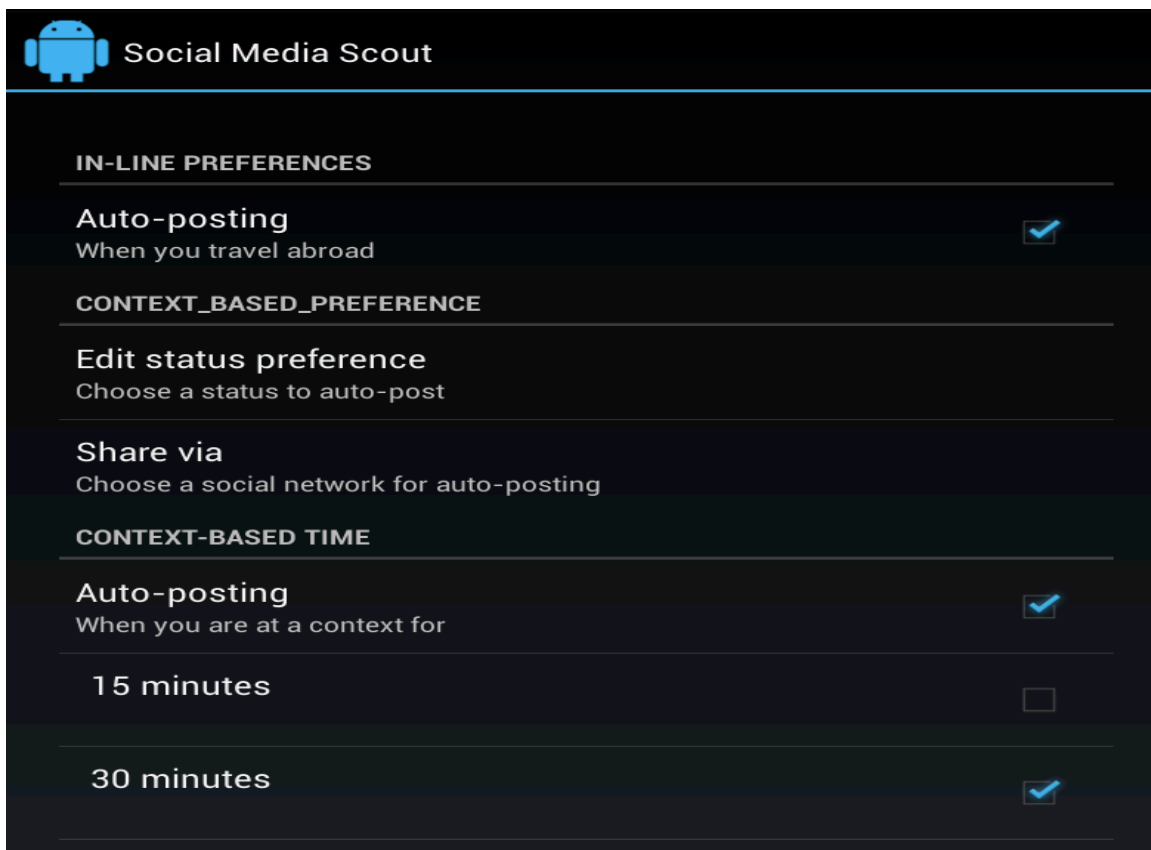 Social Media Scout
IN-LINE PREFERENCES
Auto-posting
When you travel abroad
CONTEXT_BASED_PREFERENCE
Edit status preference
Choose a status to auto-post
Share via
Choose a social network for auto-posting
CONTEXT-BASED TIME
Auto-posting
When you are at a context for
15 minutes
30 minutes